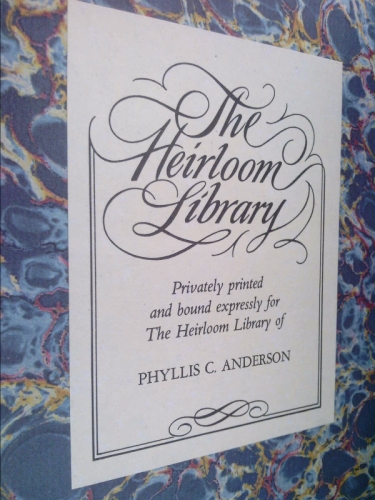 The
Heirloom
Library
Privately printed
and bound expressly for
The Heirloom Library of
PHYLLIS C. ANDERSON